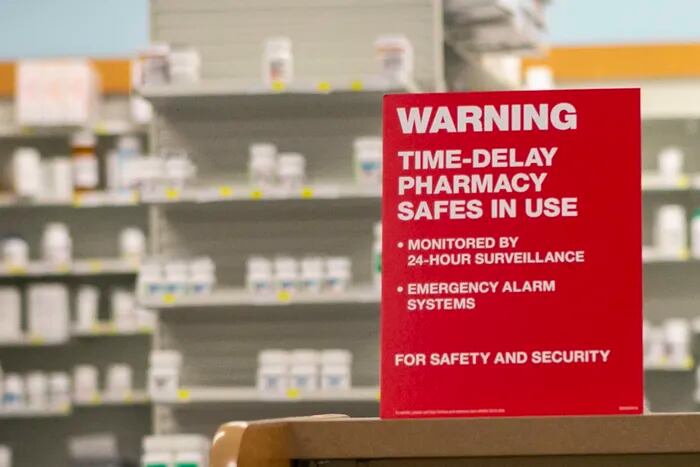 WARNING
TIME-DELAY
PHARMACY
SAFES IN USE
• MONITORED BY
24-HOUR SURVEILLANCE
• EMERGENCY ALARM
SYSTEMS
FOR SAFETY AND SECURITY